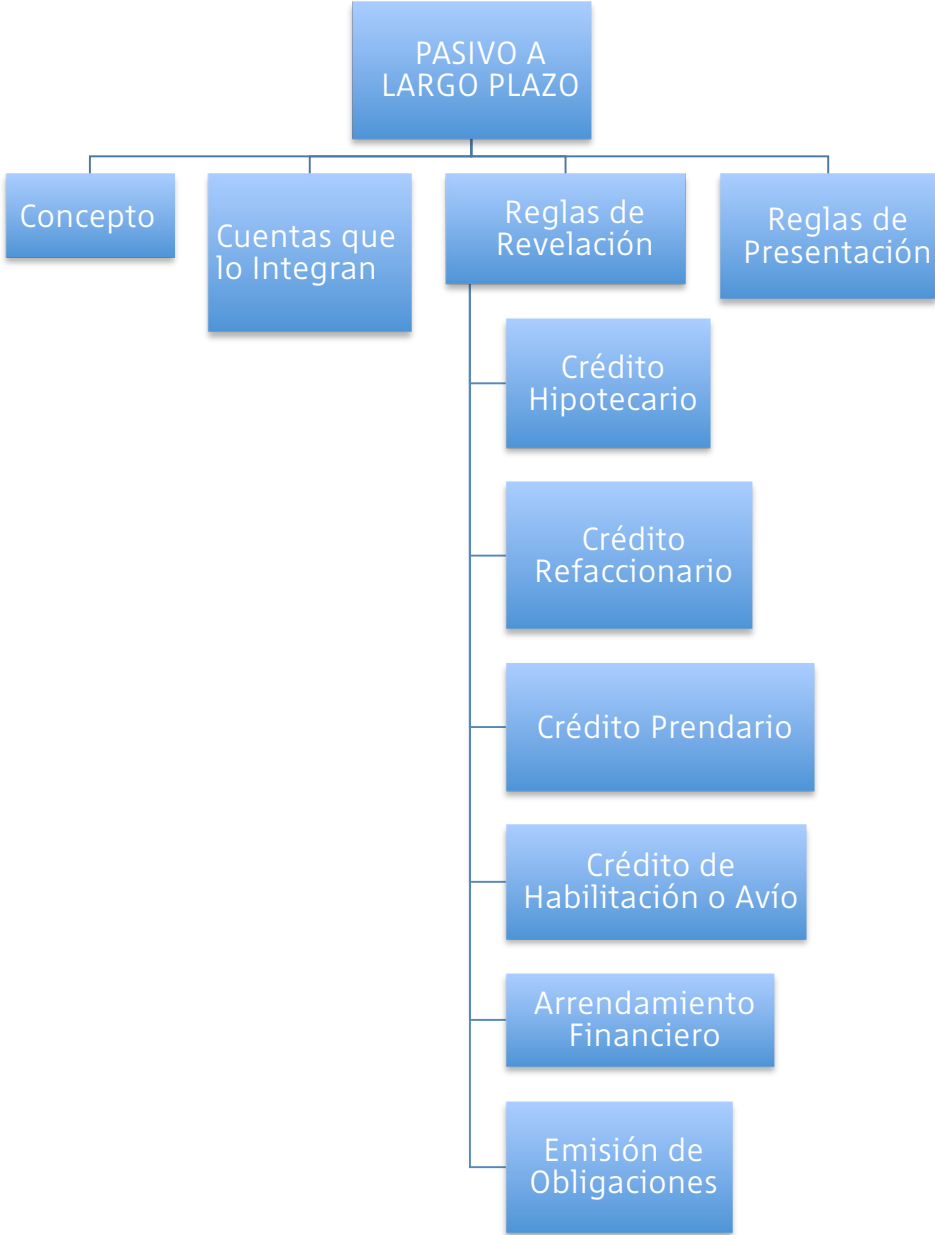 PASIVO A
LARGO PLAZO
Concepto
Cuentas que
lo Integran
Reglas de
Revelación
Reglas de
Presentación
Crédito
Hipotecario
Crédito
Refaccionario
Crédito Prendario
Crédito de
Habilitación o Avío
Arrendamiento
Financiero
Emisión de
Obligaciones